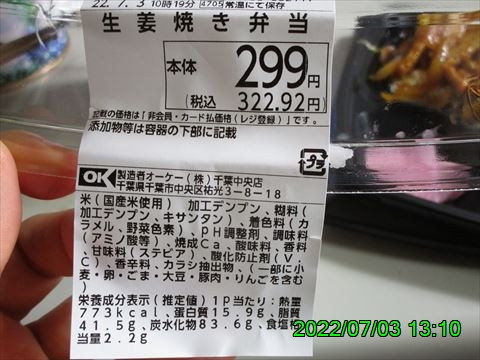 22. 7. 3 10時19分 4705 常温にて保存
生姜焼き弁当
本体 299円
(税込 322.92円)
記載の価格は「非会員・カード払価格(レジ登録)」です。
添加物等は容器の下部に記載
プラ
OK 製造者オーケー(株)千葉中央店
千葉県千葉市中央区祐光3-8-18
米(国産米使用) 加工デンプン、糊料(
加工デンプン、キサンタン)、着色料(カ
ラメル、野菜色素)、pH調整剤、調味料
(アミノ酸等)、焼成Ca、酸味料、香料
、甘味料(ステビア)、酸化防止剤(V.
C)、香辛料、カラシ抽出物、(一部に小
麦・卵・ごま・大豆・豚肉・りんごを含む
)
栄養成分表示(推定値)1p当たり:熱量
773kcal、蛋白質15.9g、脂質
41.5g、炭水化物83.6g、食塩相
当量2.2g
2022/07/03 13:10